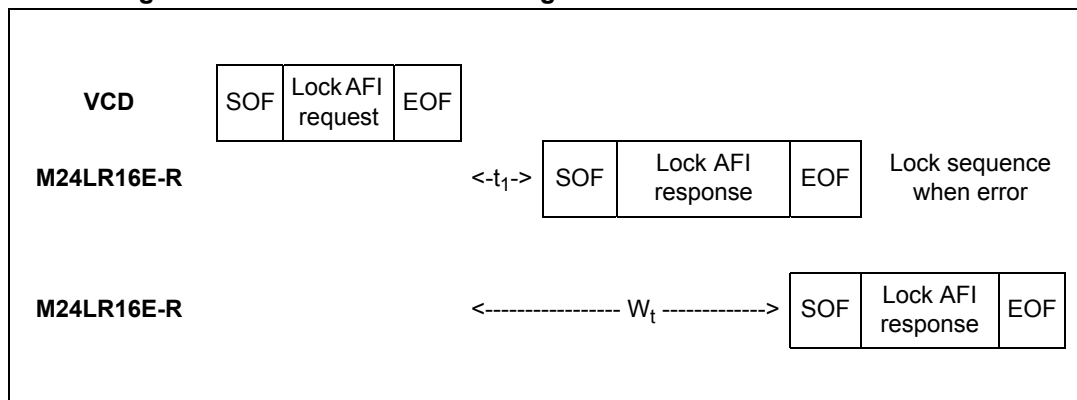 VCD SOF Lock AFI request EOF
M24LR16E-R <-t1-> SOF Lock AFI response EOF Lock sequence when error
M24LR16E-R <----------------- Wt -------------> SOF Lock AFI response EOF